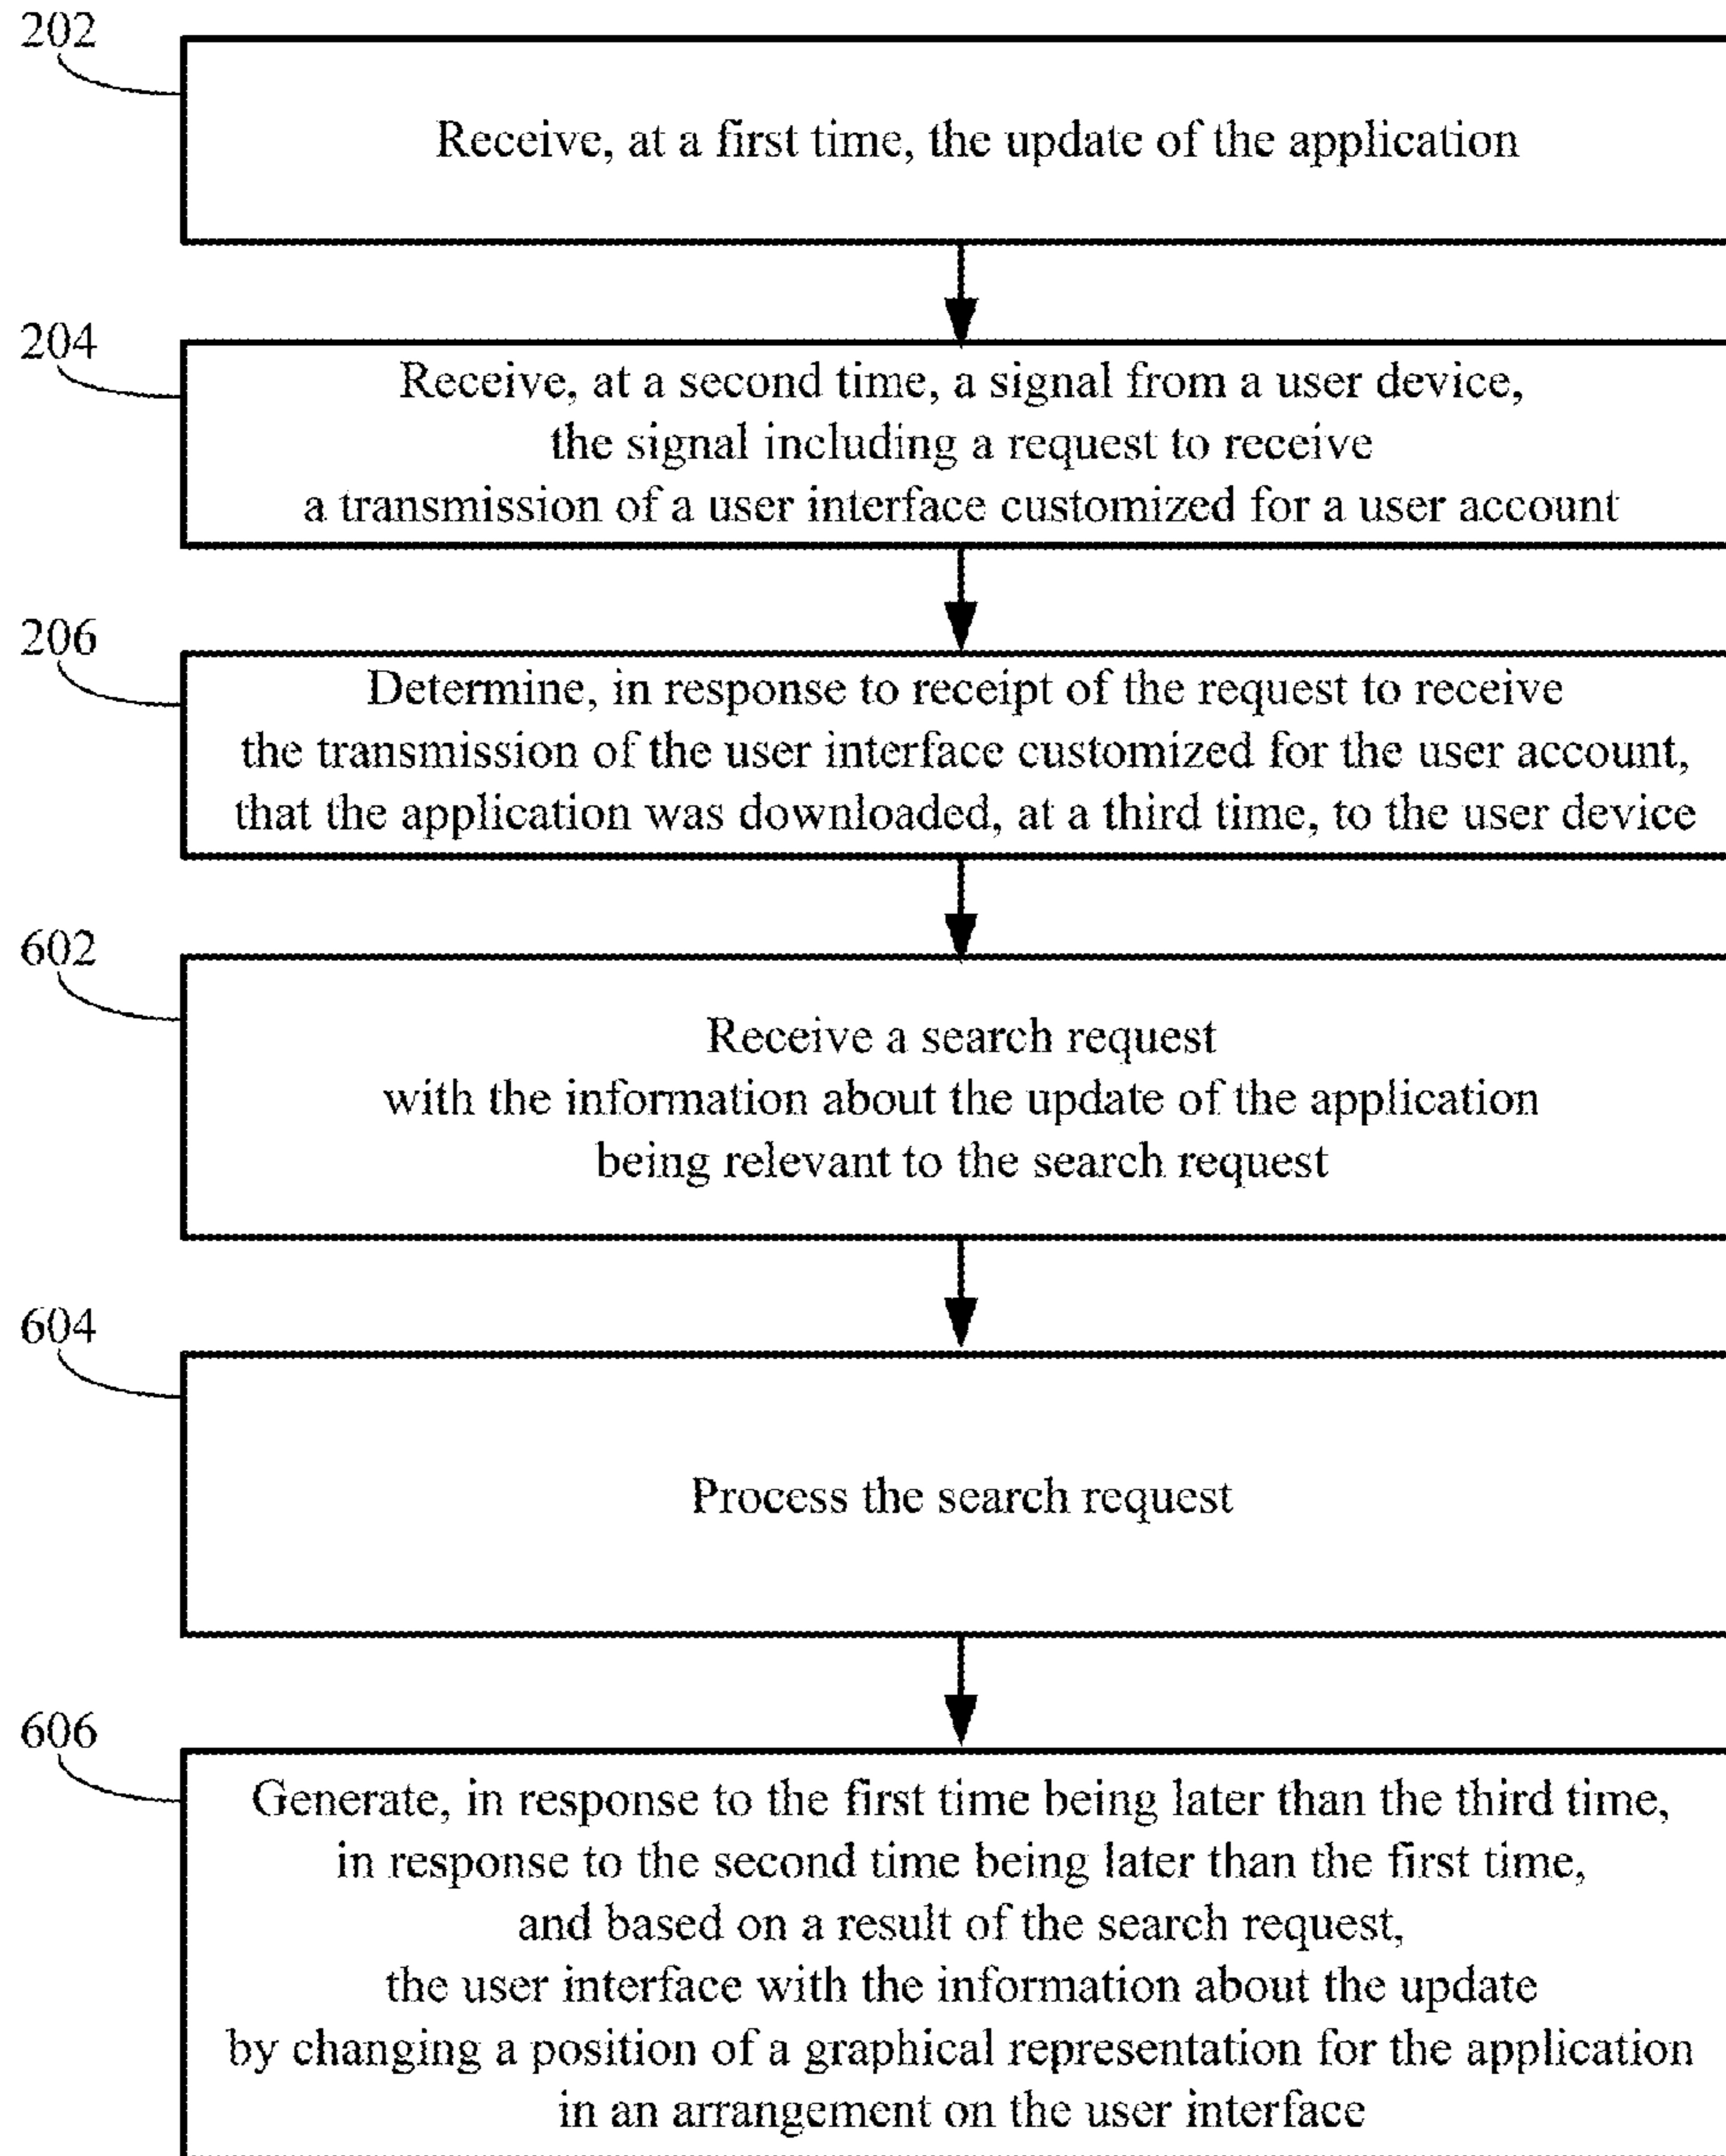 202
Receive, at a first time, the update of the application
204
Receive, at a second time, a signal from a user device,
the signal including a request to receive
a transmission of a user interface customized for a user account
206
Determine, in response to receipt of the request to receive
the transmission of the user interface customized for the user account,
that the application was downloaded, at a third time, to the user device
602
Receive a search request
with the information about the update of the application
being relevant to the search request
604
Process the search request
606
Generate, in response to the first time being later than the third time,
in response to the second time being later than the first time,
and based on a result of the search request,
the user interface with the information about the update
by changing a position of a graphical representation for the application
in an arrangement on the user interface